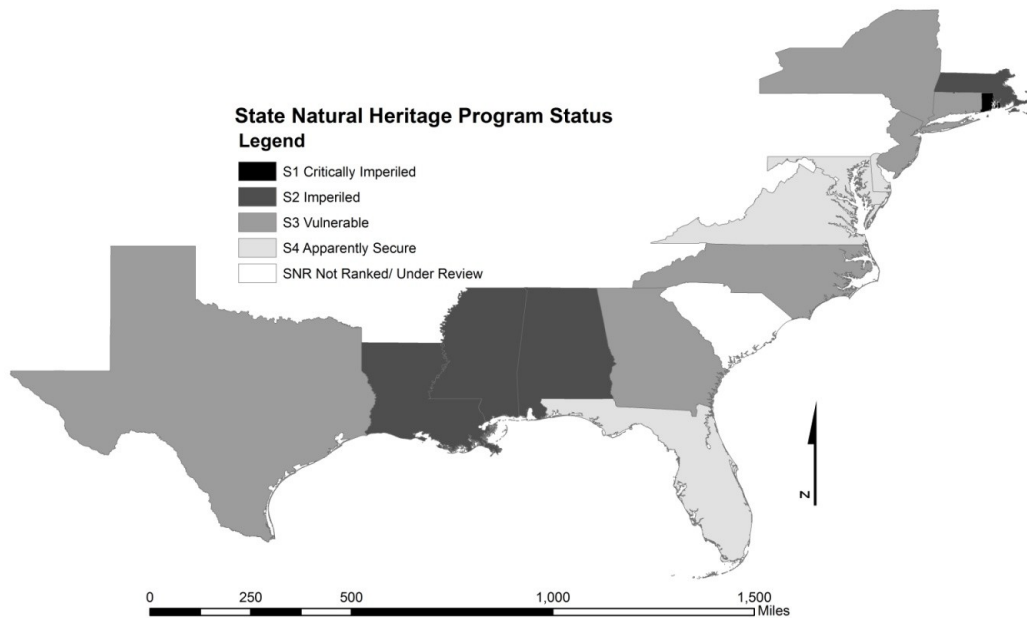 State Natural Heritage Program Status
Legend
S1 Critically Imperiled
S2 Imperiled
S3 Vulnerable
S4 Apparently Secure
SNR Not Ranked/ Under Review
N
0 250 500 1,000 1,500
Miles